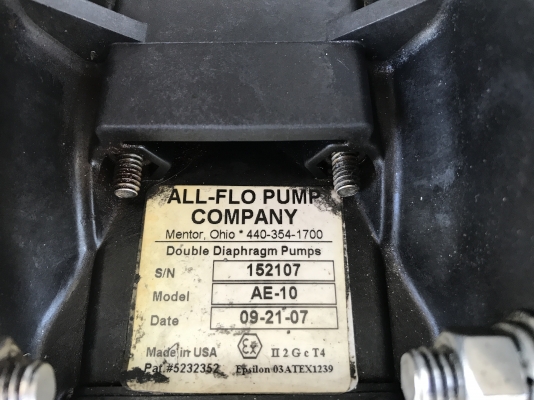 ALL-FLO PUMP
COMPANY
Mentor, Ohio * 440-354-1700
Double Diaphragm Pumps
S/N 152107
Model AE-10
Date 09-21-07
Made in USA Ex II 2 G c T4
Pat.#5232352 Epsilon 03ATEX1239